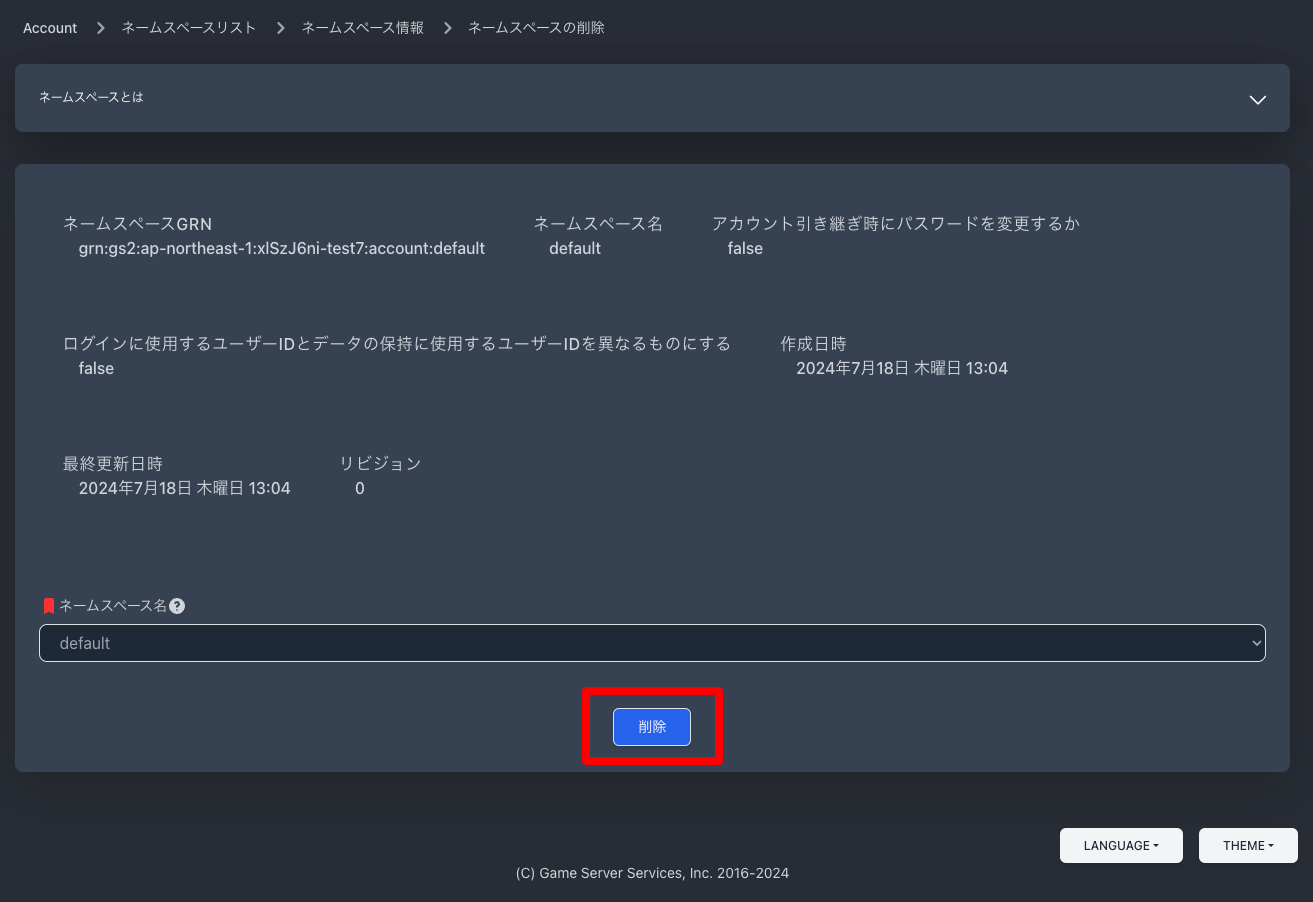 Account > ネームスペースリスト > ネームスペース情報 > ネームスペースの削除
ネームスペースとは
ネームスペースGRN ネームスペース名 アカウント引き継ぎ時にパスワードを変更するか
grn:gs2:ap-northeast-1:xlSzJ6ni-test7:account:default default false
ログインに使用するユーザーIDとデータの保持に使用するユーザーIDを異なるものにする 作成日時
false 2024年7月18日 木曜日 13:04
最終更新日時 リビジョン
2024年7月18日 木曜日 13:04 0
ネームスペース名 ?
default
削除
LANGUAGE THEME
(C) Game Server Services, Inc. 2016-2024